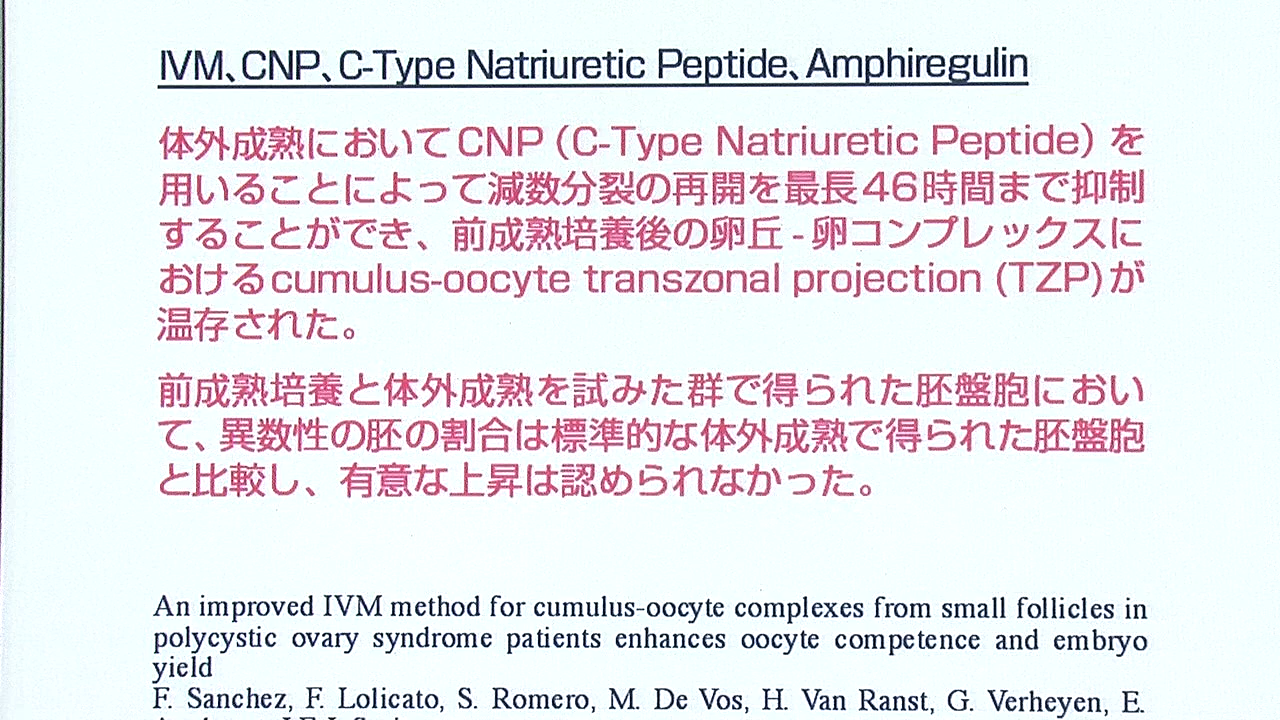 IVM、CNP、C-Type Natriuretic Peptide、Amphiregulin
体外成熟においてCNP（C-Type Natriuretic Peptide）を
用いることによって減数分裂の再開を最長46時間まで抑制
することができ、前成熟培養後の卵丘-卵コンプレックスに
おけるcumulus-oocyte transzonal projection (TZP)が
温存された。
前成熟培養と体外成熟を試みた群で得られた胚盤胞におい
て、異数性の胚の割合は標準的な体外成熟で得られた胚盤胞
と比較し、有意な上昇は認められなかった。
An improved IVM method for cumulus-oocyte complexes from small follicles in
polycystic ovary syndrome patients enhances oocyte competence and embryo
yield
F. Sanchez, F. Lolicato, S. Romero, M. De Vos, H. Van Ranst, G. Verheyen, E.